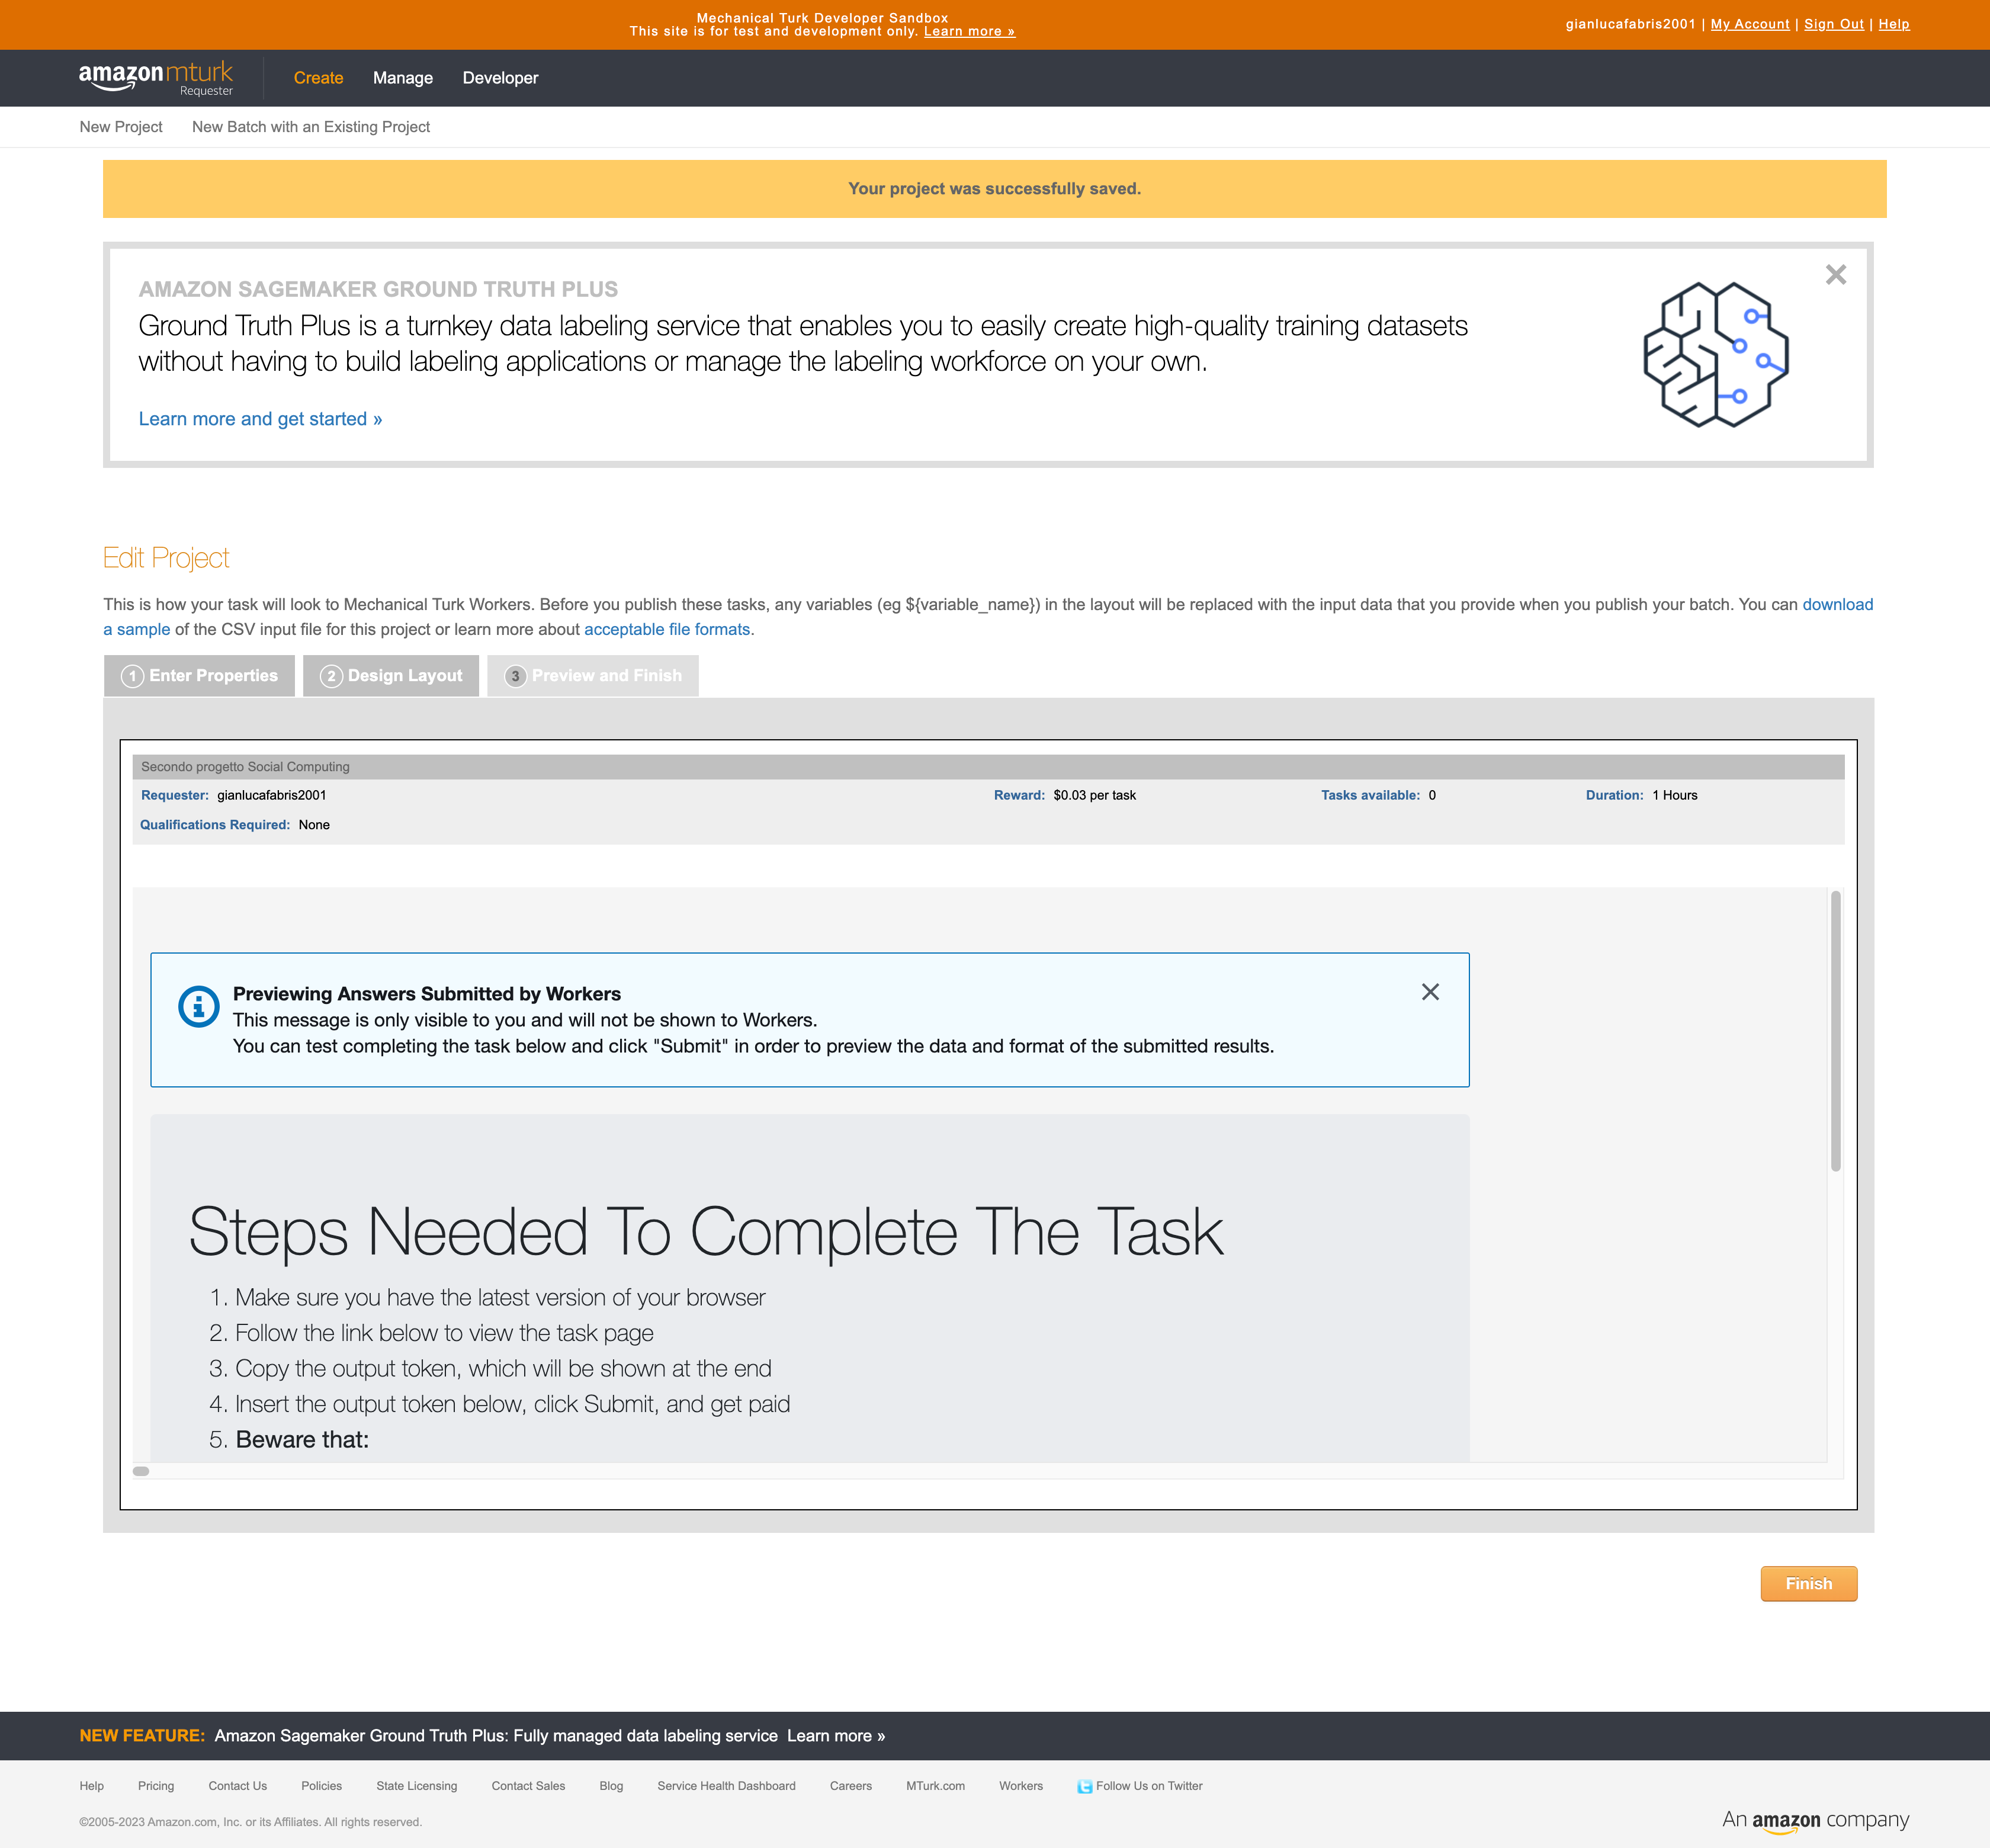 Mechanical Turk Developer Sandbox
This site is for test and development only. Learn more »
gianlucafabris2001 | My Account | Sign Out | Help
amazon mturk
Requester
Create Manage Developer
New Project New Batch with an Existing Project
Your project was successfully saved.
AMAZON SAGEMAKER GROUND TRUTH PLUS
Ground Truth Plus is a turnkey data labeling service that enables you to easily create high-quality training datasets
without having to build labeling applications or manage the labeling workforce on your own.
Learn more and get started »
Edit Project
This is how your task will look to Mechanical Turk Workers. Before you publish these tasks, any variables (eg ${variable_name}) in the layout will be replaced with the input data that you provide when you publish your batch. You can download
a sample of the CSV input file for this project or learn more about acceptable file formats.
1 Enter Properties 2 Design Layout 3 Preview and Finish
Secondo progetto Social Computing
Requester: gianlucafabris2001 Reward: $0.03 per task Tasks available: 0 Duration: 1 Hours
Qualifications Required: None
Previewing Answers Submitted by Workers
This message is only visible to you and will not be shown to Workers.
You can test completing the task below and click "Submit" in order to preview the data and format of the submitted results.
Steps Needed To Complete The Task
1. Make sure you have the latest version of your browser
2. Follow the link below to view the task page
3. Copy the output token, which will be shown at the end
4. Insert the output token below, click Submit, and get paid
5. Beware that:
Finish
NEW FEATURE: Amazon Sagemaker Ground Truth Plus: Fully managed data labeling service Learn more »
Help Pricing Contact Us Policies State Licensing Contact Sales Blog Service Health Dashboard Careers MTurk.com Workers Follow Us on Twitter
©2005-2023 Amazon.com, Inc. or its Affiliates. All rights reserved.
An amazon company